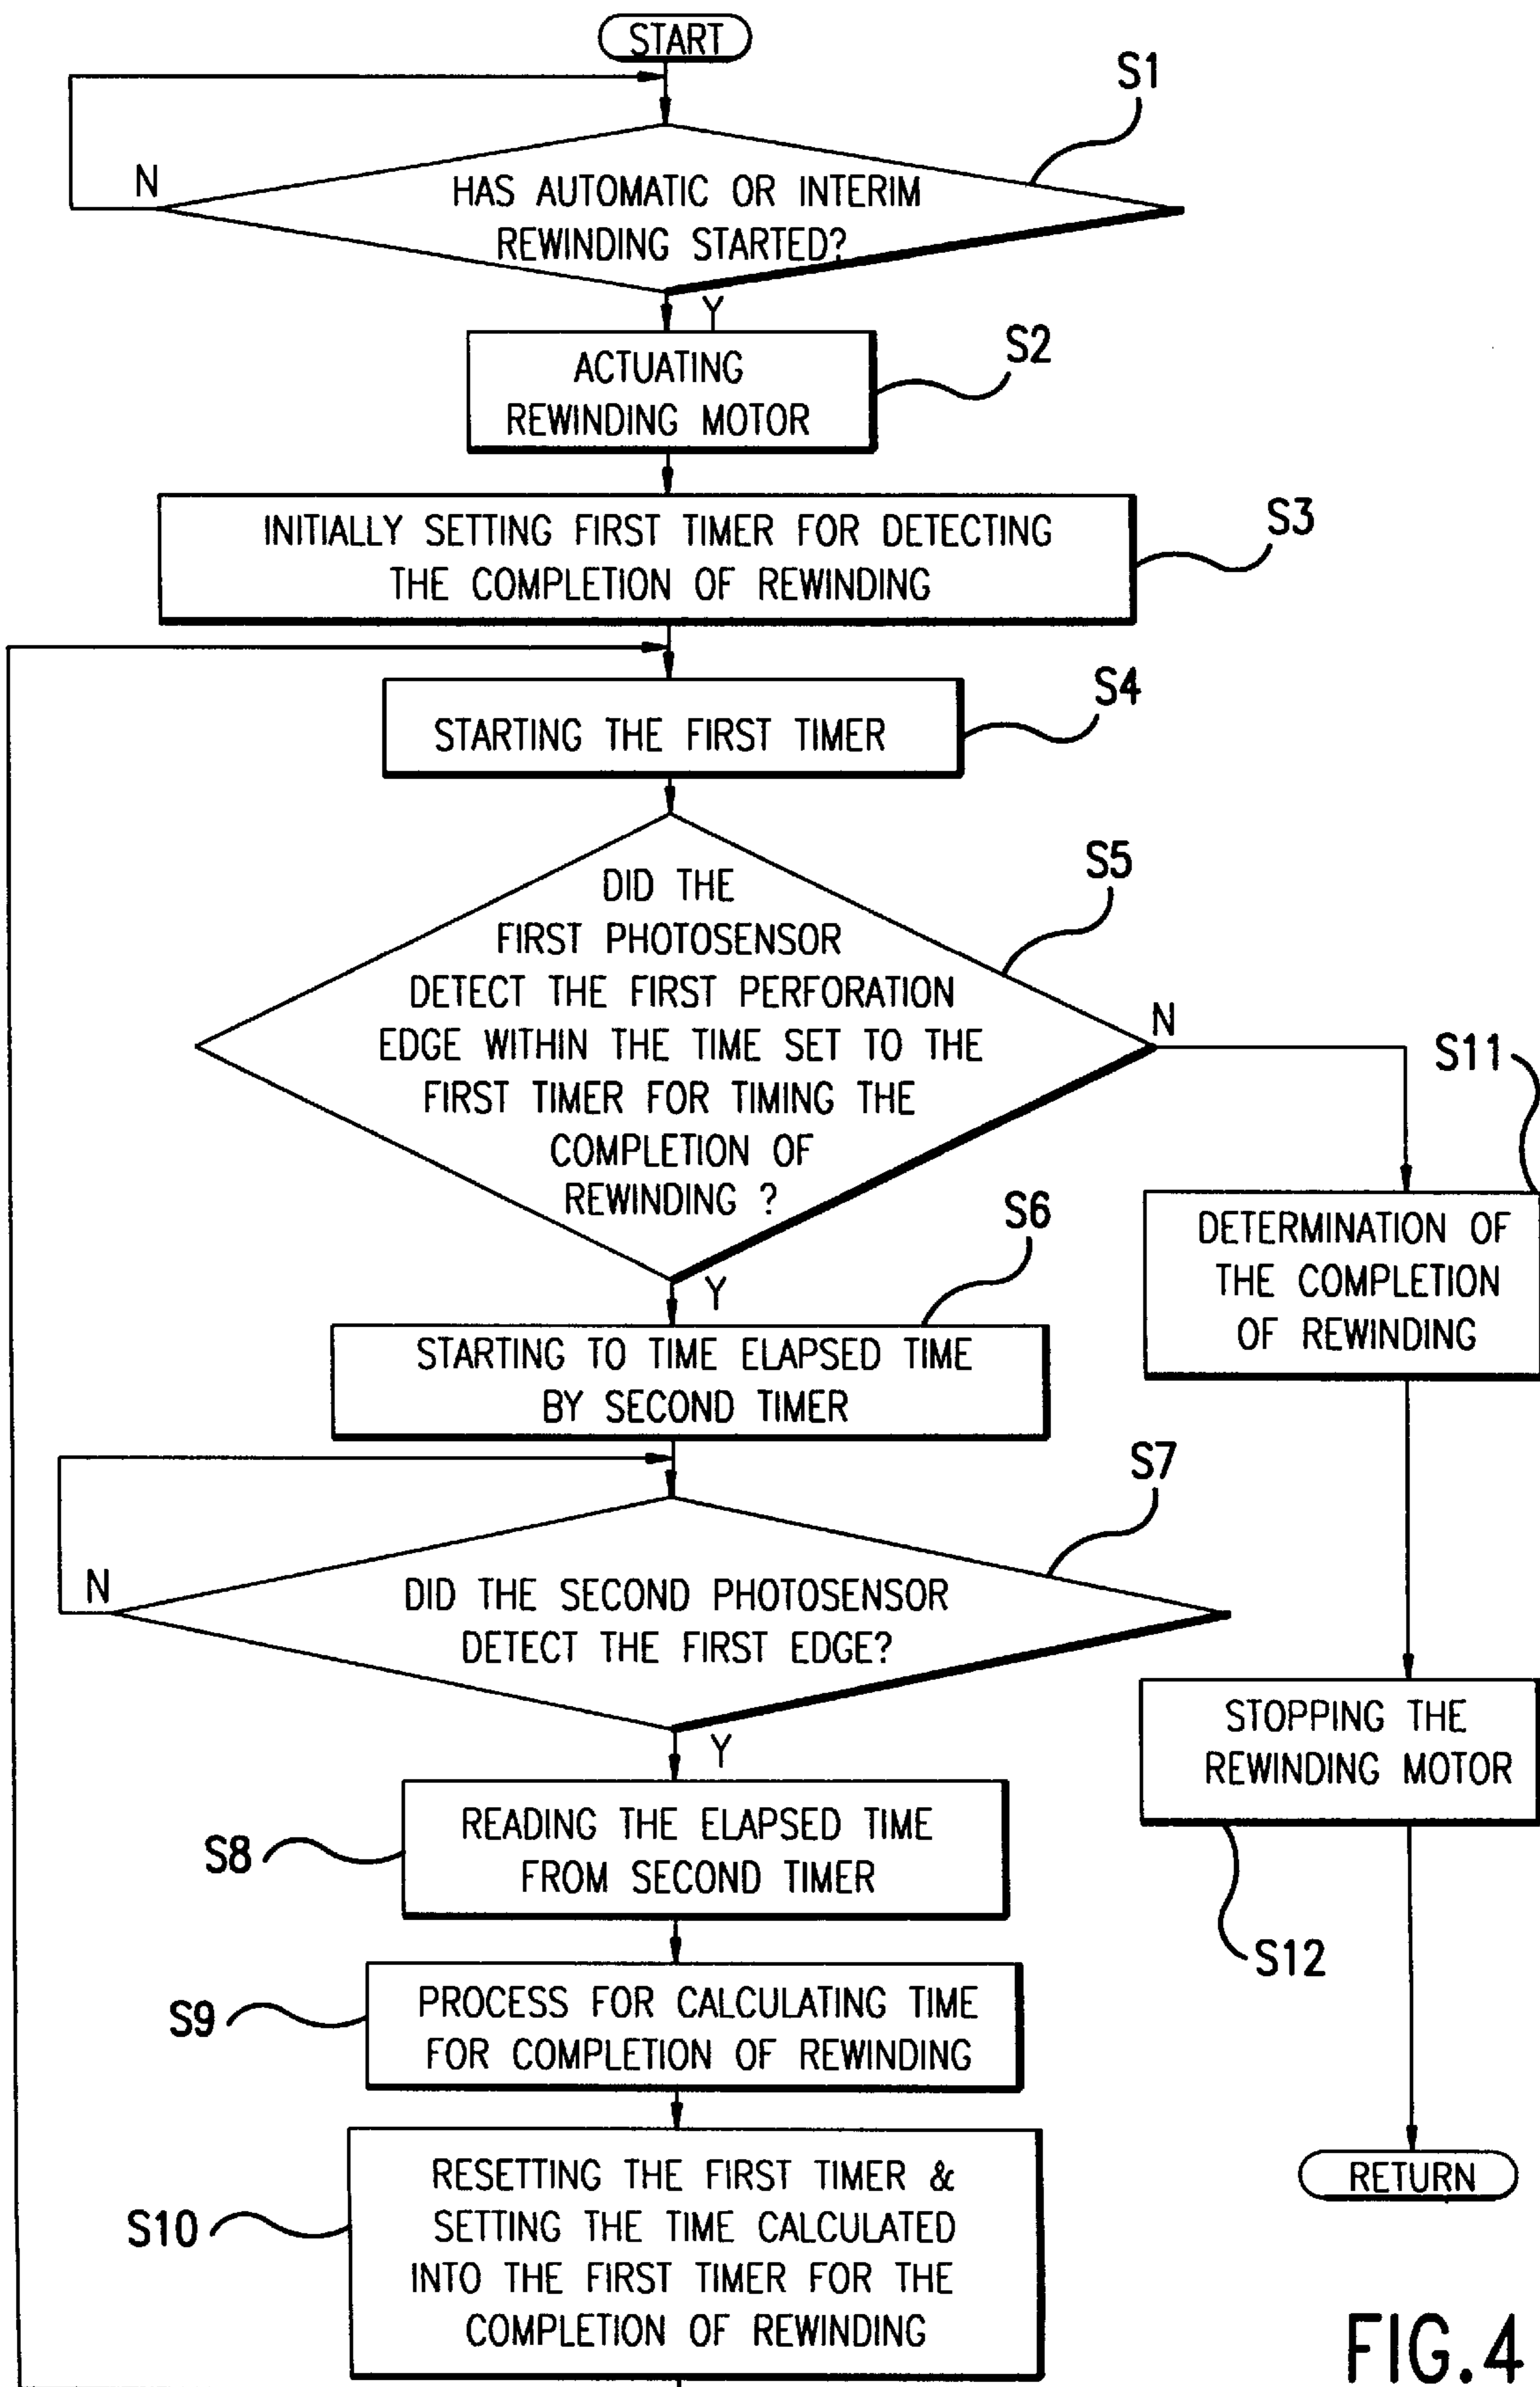 START
S1
N
HAS AUTOMATIC OR INTERIM
REWINDING STARTED?
Y
S2
ACTUATING
REWINDING MOTOR
S3
INITIALLY SETTING FIRST TIMER FOR DETECTING
THE COMPLETION OF REWINDING
S4
STARTING THE FIRST TIMER
S5
DID THE
FIRST PHOTOSENSOR
DETECT THE FIRST PERFORATION
EDGE WITHIN THE TIME SET TO THE
FIRST TIMER FOR TIMING THE
COMPLETION OF
REWINDING ?
N
S11
DETERMINATION OF
THE COMPLETION
OF REWINDING
Y
S6
STARTING TO TIME ELAPSED TIME
BY SECOND TIMER
S7
N
DID THE SECOND PHOTOSENSOR
DETECT THE FIRST EDGE?
Y
STOPPING THE
REWINDING MOTOR
S12
S8
READING THE ELAPSED TIME
FROM SECOND TIMER
S9
PROCESS FOR CALCULATING TIME
FOR COMPLETION OF REWINDING
S10
RESETTING THE FIRST TIMER &
SETTING THE TIME CALCULATED
INTO THE FIRST TIMER FOR THE
COMPLETION OF REWINDING
RETURN
FIG.4